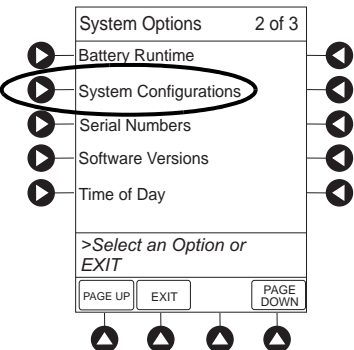 System Options 2 of 3
Battery Runtime
System Configurations
Serial Numbers
Software Versions
Time of Day
>Select an Option or
EXIT
PAGE UP EXIT PAGE
DOWN